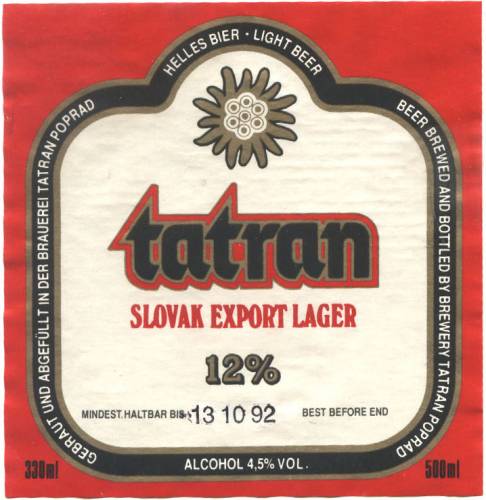 HELLES BIER · LIGHT BEER
GEBRAUT UND ABGEFÜLLT IN DER BRAUEREI TATRAN POPRAD
BEER BREWED AND BOTTLED BY BREWERY TATRAN POPRAD
tatran
SLOVAK EXPORT LAGER
12%
MINDEST. HALTBAR BIS 13 10 92 BEST BEFORE END
330ml
ALCOHOL 4,5% VOL.
500ml